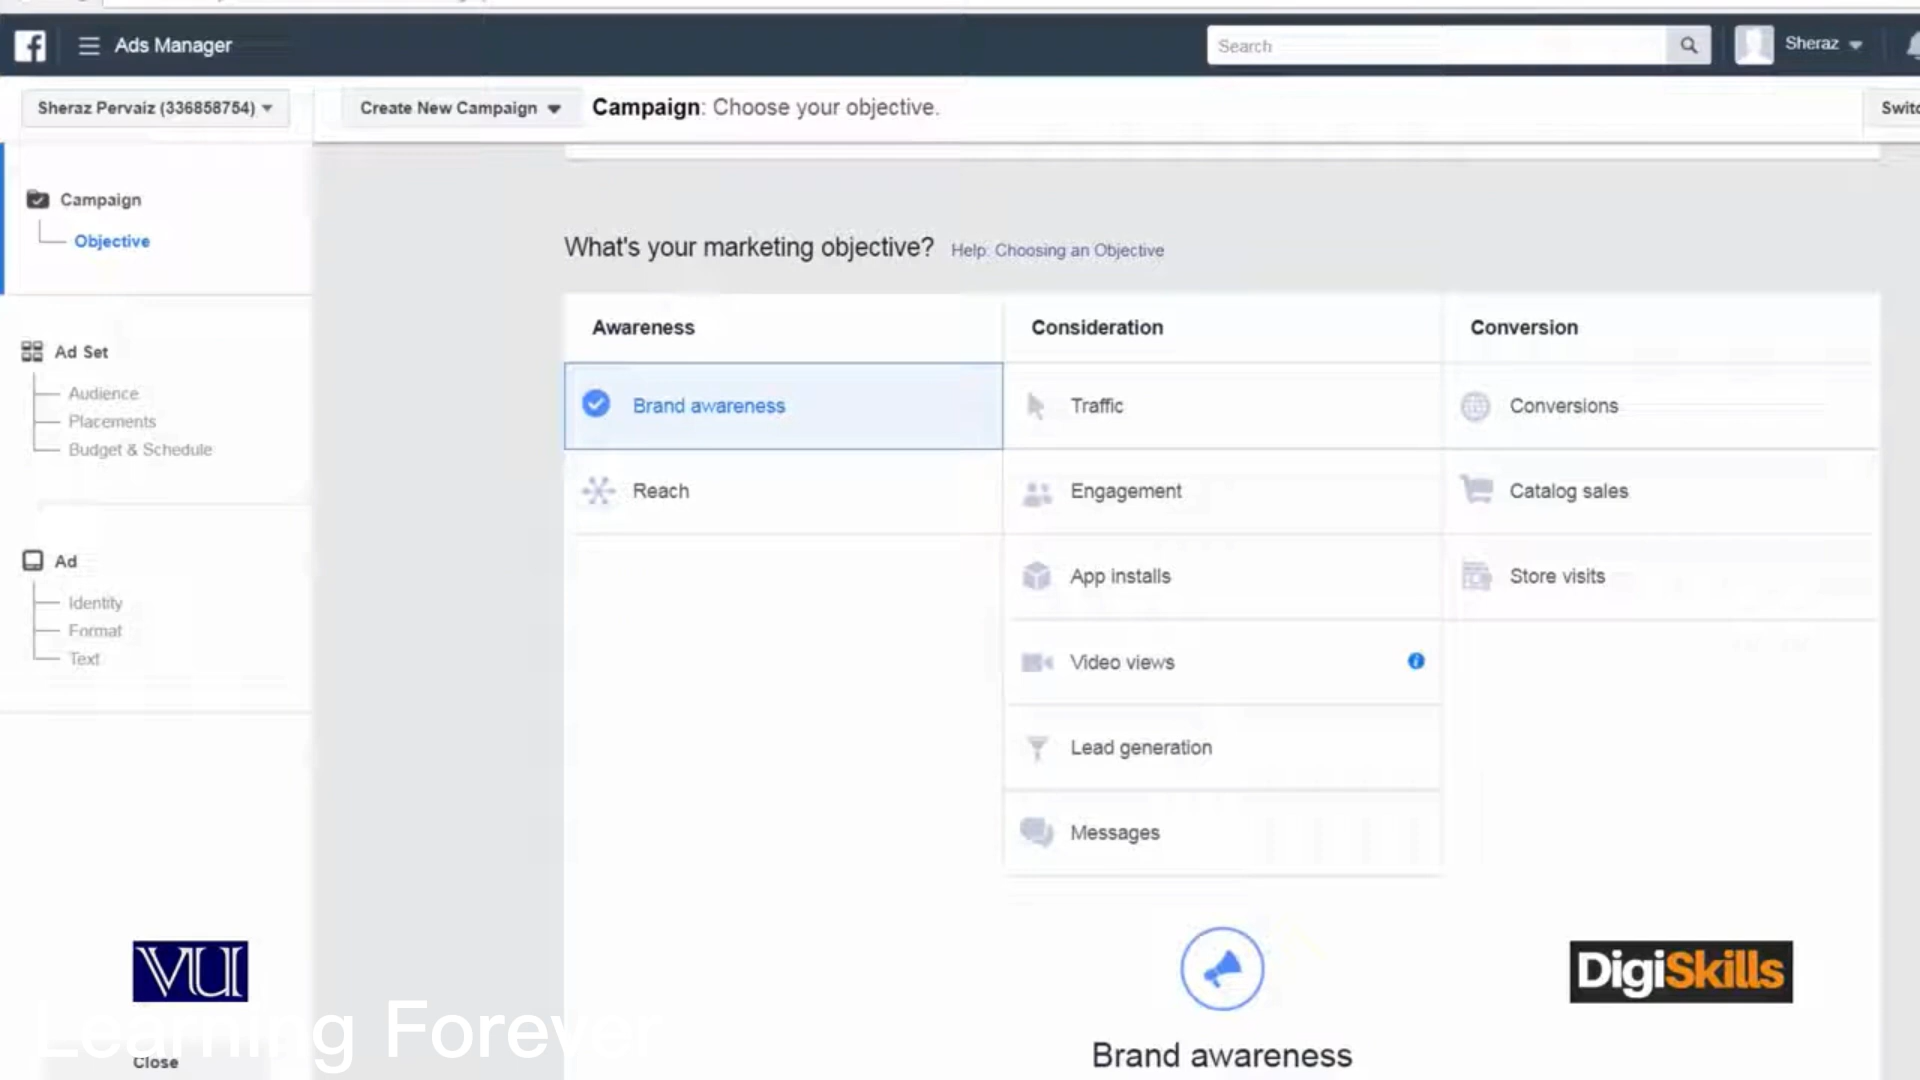 Ads Manager
Search
Sheraz
Sheraz Pervaiz (336858754)
Create New Campaign
Campaign: Choose your objective.
Campaign
Objective
Ad Set
Audience
Placements
Budget & Schedule
Ad
Identity
Format
Text
What's your marketing objective? Help: Choosing an Objective
Awareness
Consideration
Conversion
Brand awareness
Traffic
Conversions
Reach
Engagement
Catalog sales
App installs
Store visits
Video views
Lead generation
Messages
Brand awareness
VU
DigiSkills
Learning Forever
Close